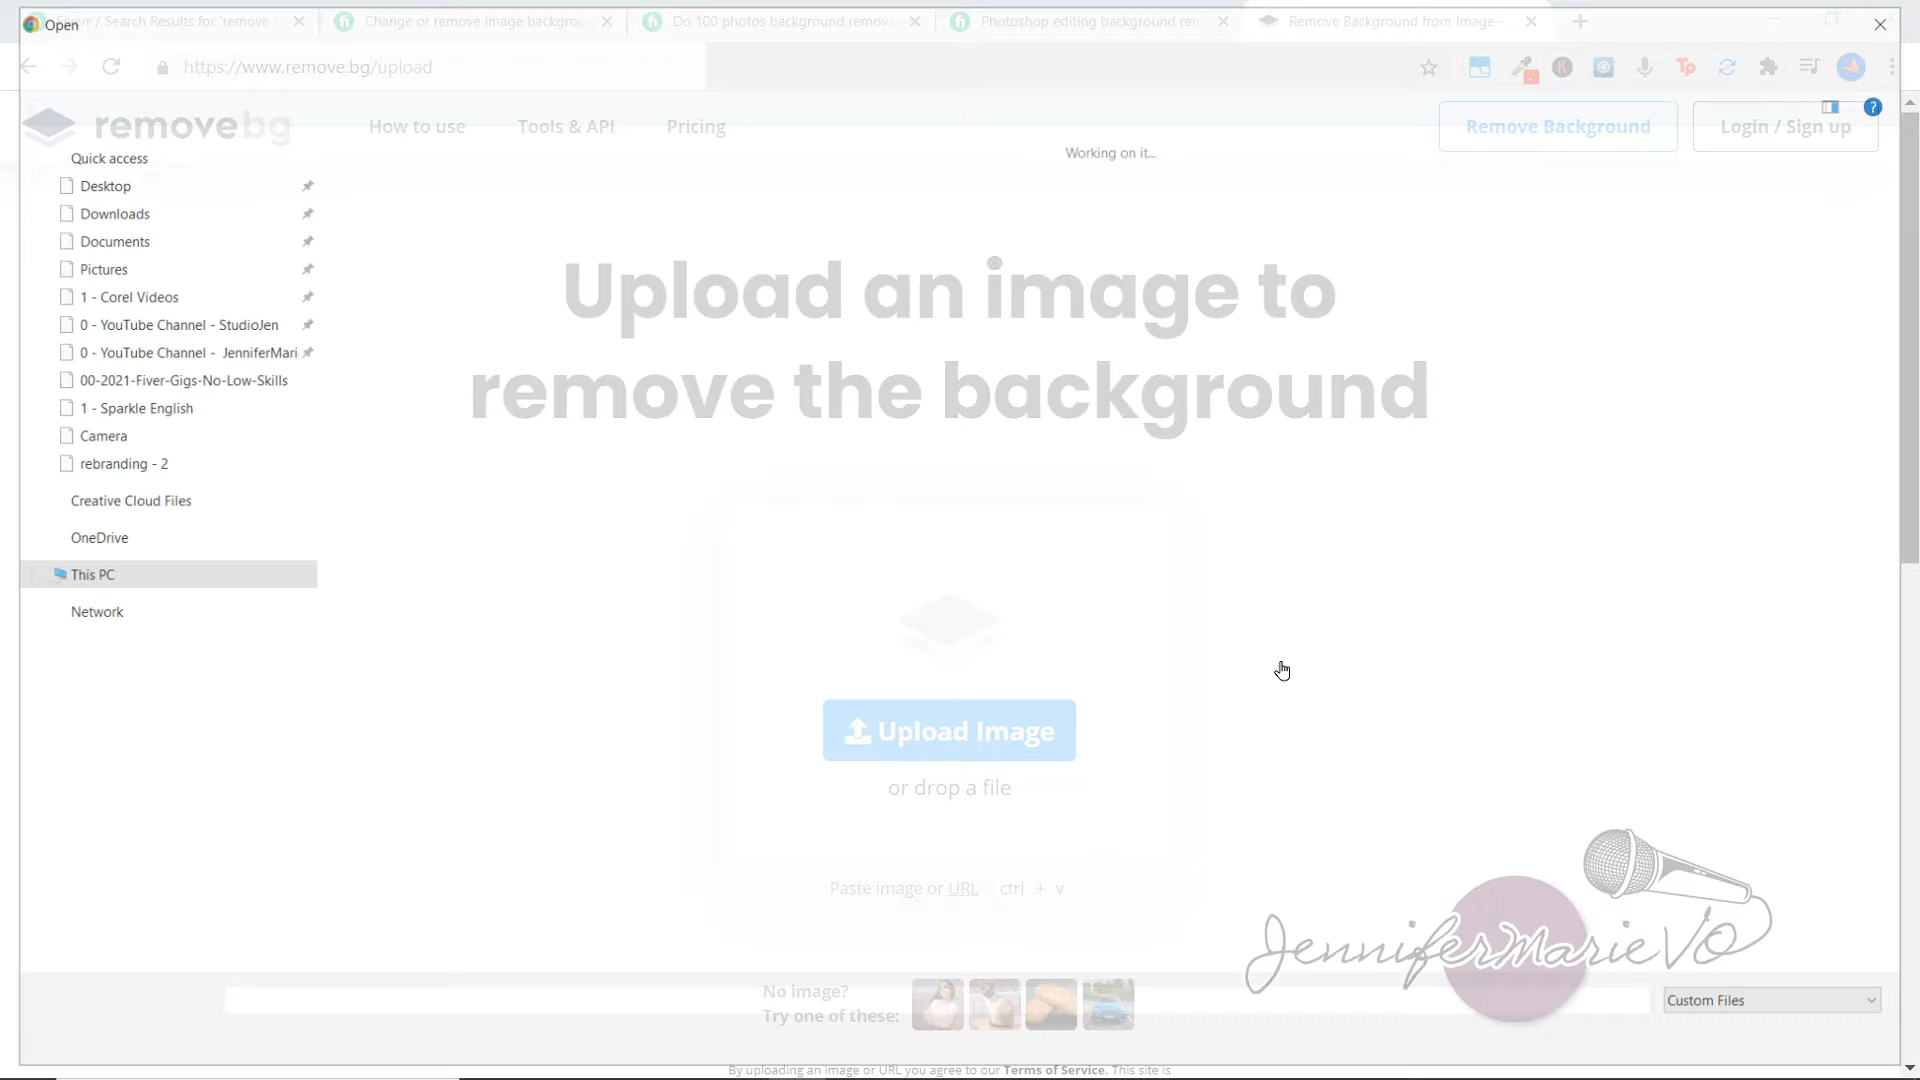 Open
/ Search Results for 'remove
Change or remove image backgrou
Do 100 photos background remov
Photoshop editing background rem
Remove Background from Image -
https://www.remove.bg/upload
removebg
How to use
Tools & API
Pricing
Remove Background
Login / Sign up
Working on it...
Quick access
Desktop
Downloads
Documents
Pictures
1 - Corel Videos
0 - YouTube Channel - StudioJen
0 - YouTube Channel - JenniferMari
00-2021-Fiver-Gigs-No-Low-Skills
1 - Sparkle English
Camera
rebranding - 2
Creative Cloud Files
OneDrive
This PC
Network
Upload an image to
remove the background
Upload Image
or drop a file
Paste image or URL ctrl + v
JenniferMarieVO
No image?
Try one of these:
Custom Files
By uploading an image or URL you agree to our Terms of Service. This site is